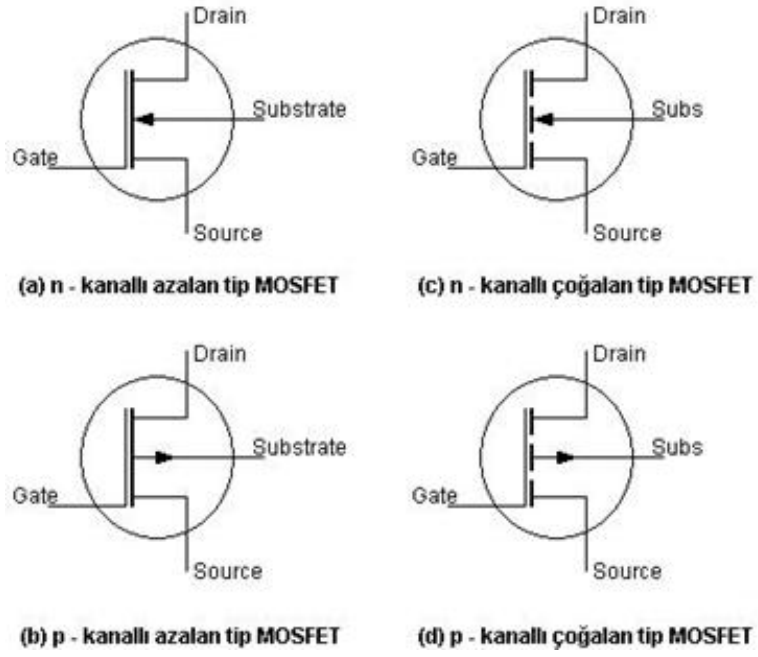 Drain
Substrate
Gate
Source
(a) n - kanallı azalan tip MOSFET
Drain
Subs
Gate
Source
(c) n - kanallı çoğalan tip MOSFET
Drain
Substrate
Gate
Source
(b) p - kanallı azalan tip MOSFET
Drain
Subs
Gate
Source
(d) p - kanallı çoğalan tip MOSFET